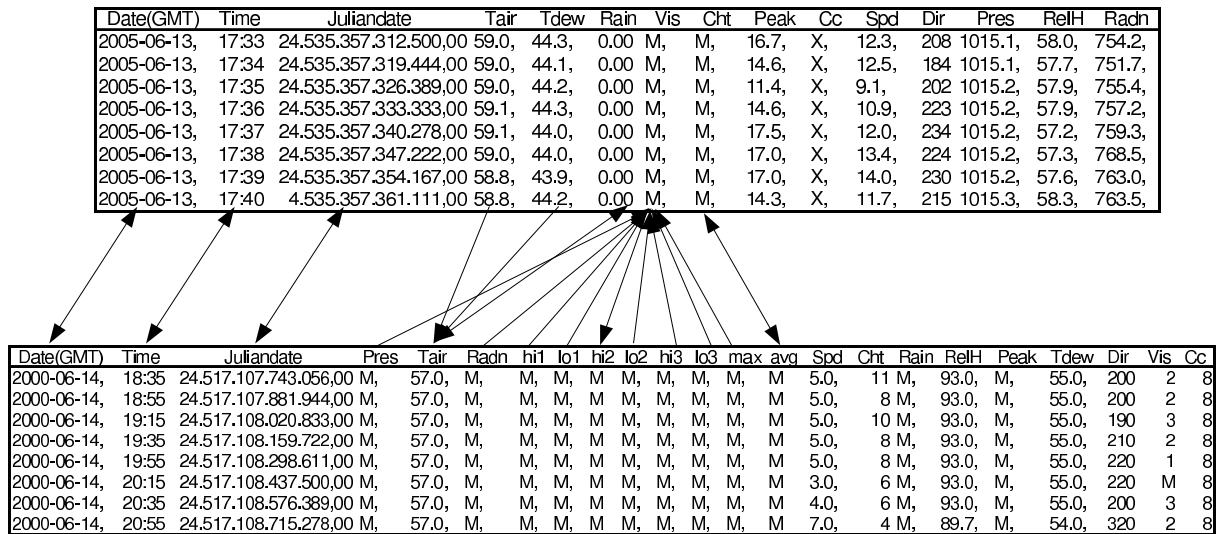 Date(GMT) Time Juliandate Tair Tdew Rain Vis Cht Peak Cc Spd Dir Pres RelH Radn
2005-06-13, 17:33 24.535.357.312.500,00 59.0, 44.3, 0.00 M, M, 16.7, X, 12.3, 208 1015.1, 58.0, 754.2,
2005-06-13, 17:34 24.535.357.319.444,00 59.0, 44.1, 0.00 M, M, 14.6, X, 12.5, 184 1015.1, 57.7, 751.7,
2005-06-13, 17:35 24.535.357.326.389,00 59.0, 44.2, 0.00 M, M, 11.4, X, 9.1, 202 1015.2, 57.9, 755.4,
2005-06-13, 17:36 24.535.357.333.333,00 59.1, 44.3, 0.00 M, M, 14.6, X, 10.9, 223 1015.2, 57.9, 757.2,
2005-06-13, 17:37 24.535.357.340.278,00 59.1, 44.0, 0.00 M, M, 17.5, X, 12.0, 234 1015.2, 57.2, 759.3,
2005-06-13, 17:38 24.535.357.347.222,00 59.0, 44.0, 0.00 M, M, 17.0, X, 13.4, 224 1015.2, 57.3, 768.5,
2005-06-13, 17:39 24.535.357.354.167,00 58.8, 43.9, 0.00 M, M, 17.0, X, 14.0, 230 1015.2, 57.6, 763.0,
2005-06-13, 17:40 4.535.357.361.111,00 58.8, 44.2, 0.00 M, M, 14.3, X, 11.7, 215 1015.3, 58.3, 763.5,
Date(GMT) Time Juliandate Pres Tair Radn hi1 lo1 hi2 lo2 hi3 lo3 max avg Spd Cht Rain RelH Peak Tdew Dir Vis Cc
2000-06-14, 18:35 24.517.107.743.056,00 M, 57.0, M, M, M, M M, M, M, M, M 5.0, 11 M, 93.0, M, 55.0, 200 2 8
2000-06-14, 18:55 24.517.107.881.944,00 M, 57.0, M, M, M, M M, M, M, M, M 5.0, 8 M, 93.0, M, 55.0, 200 2 8
2000-06-14, 19:15 24.517.108.020.833,00 M, 57.0, M, M, M, M M, M, M, M, M 5.0, 10 M, 93.0, M, 55.0, 190 3 8
2000-06-14, 19:35 24.517.108.159.722,00 M, 57.0, M, M, M, M M, M, M, M, M 5.0, 8 M, 93.0, M, 55.0, 210 2 8
2000-06-14, 19:55 24.517.108.298.611,00 M, 57.0, M, M, M, M M, M, M, M, M 5.0, 8 M, 93.0, M, 55.0, 220 1 8
2000-06-14, 20:15 24.517.108.437.500,00 M, 57.0, M, M, M, M M, M, M, M, M 3.0, 6 M, 93.0, M, 55.0, 220 M 8
2000-06-14, 20:35 24.517.108.576.389,00 M, 57.0, M, M, M, M M, M, M, M, M 4.0, 6 M, 93.0, M, 55.0, 200 3 8
2000-06-14, 20:55 24.517.108.715.278,00 M, 57.0, M, M, M, M M, M, M, M, M 7.0, 4 M, 89.7, M, 54.0, 320 2 8